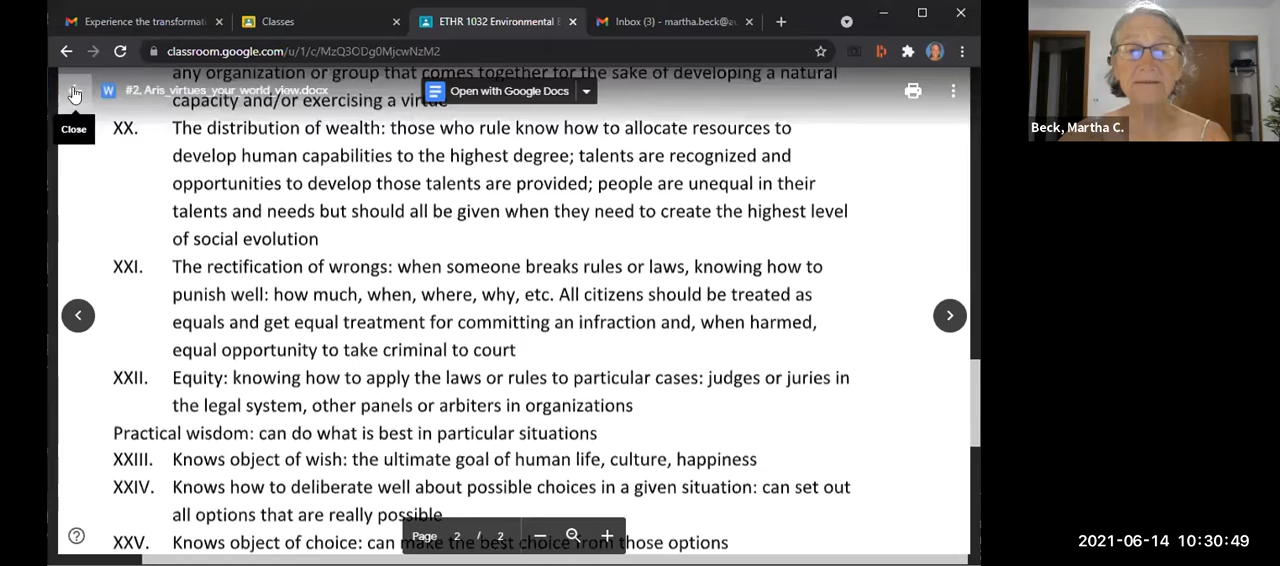 Experience the transformati
Classes
ETHR 1032 Environmental E
Inbox (3) - martha.beck@au
classroom.google.com/u/1/c/MzQ3ODg0MjcwNzM2
any organization or group that comes together for the sake of developing a natural
W #2, Aris_virtues_your_world_view.docx
Open with Google Docs
capacity and/or exercising a virtue
Close
XX. The distribution of wealth: those who rule know how to allocate resources to
develop human capabilities to the highest degree; talents are recognized and
opportunities to develop those talents are provided; people are unequal in their
talents and needs but should all be given when they need to create the highest level
of social evolution
XXI. The rectification of wrongs: when someone breaks rules or laws, knowing how to
punish well: how much, when, where, why, etc. All citizens should be treated as
equals and get equal treatment for committing an infraction and, when harmed,
equal opportunity to take criminal to court
XXII. Equity: knowing how to apply the laws or rules to particular cases: judges or juries in
the legal system, other panels or arbiters in organizations
Practical wisdom: can do what is best in particular situations
XXIII. Knows object of wish: the ultimate goal of human life, culture, happiness
XXIV. Knows how to deliberate well about possible choices in a given situation: can set out
all options that are really possible
Page 2 / 2
XXV. Knows object of choice: can make the best choice from those options
Beck, Martha C.
2021-06-14 10:30:49